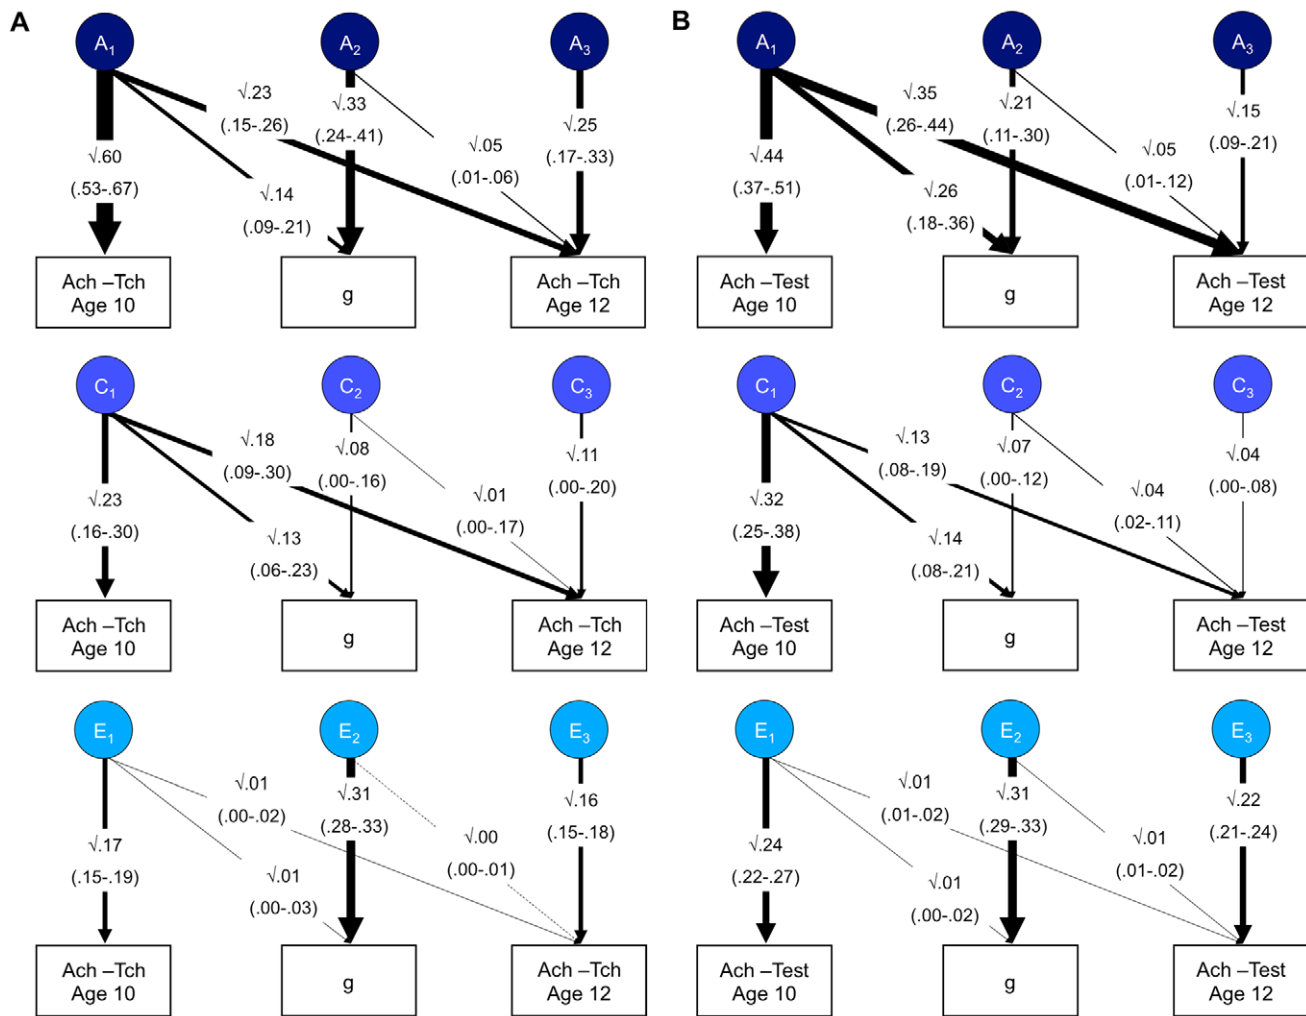 A
A1
A2
A3
√.23
(.15-.26)
√.33
(.24-.41)
√.05
(.01-.06)
√.25
(.17-.33)
√.60
(.53-.67)
√.14
(.09-.21)
Ach –Tch
Age 10
g
Ach –Tch
Age 12
C1
C2
C3
√.18
(.09-.30)
√.08
(.00-.16)
√.01
(.00-.17)
√.11
(.00-.20)
√.23
(.16-.30)
√.13
(.06-.23)
Ach –Tch
Age 10
g
Ach –Tch
Age 12
E1
E2
E3
√.01
(.00-.02)
√.31
(.28-.33)
√.00
(.00-.01)
√.16
(.15-.18)
√.17
(.15-.19)
√.01
(.00-.03)
Ach –Tch
Age 10
g
Ach –Tch
Age 12
B
A1
A2
A3
√.35
(.26-.44)
√.21
(.11-.30)
√.05
(.01-.12)
√.15
(.09-.21)
√.44
(.37-.51)
√.26
(.18-.36)
Ach –Test
Age 10
g
Ach –Test
Age 12
C1
C2
C3
√.13
(.08-.19)
√.07
(.00-.12)
√.04
(.02-.11)
√.04
(.00-.08)
√.32
(.25-.38)
√.14
(.08-.21)
Ach –Test
Age 10
g
Ach –Test
Age 12
E1
E2
E3
√.01
(.01-.02)
√.31
(.29-.33)
√.01
(.01-.02)
√.22
(.21-.24)
√.24
(.22-.27)
√.01
(.00-.02)
Ach –Test
Age 10
g
Ach –Test
Age 12